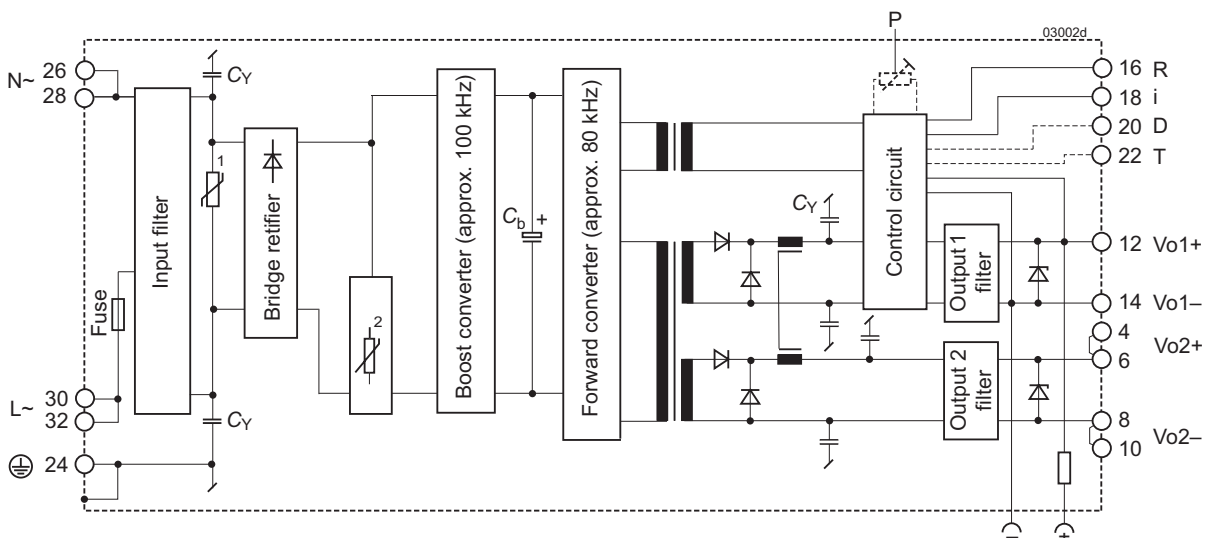 P
03002d
N~ 26
28
CY
16 R
18 i
20 D
22 T
Input filter
1
Bridge retifier
2
Boost converter (approx. 100 kHz)
Cb +
Forward converter (approx. 80 kHz)
Control circuit
CY
Output 1
filter
12 Vo1+
14 Vo1–
4
Vo2+
6
Output 2
filter
8
Vo2–
10
Fuse
L~ 30
32
CY
24
– +